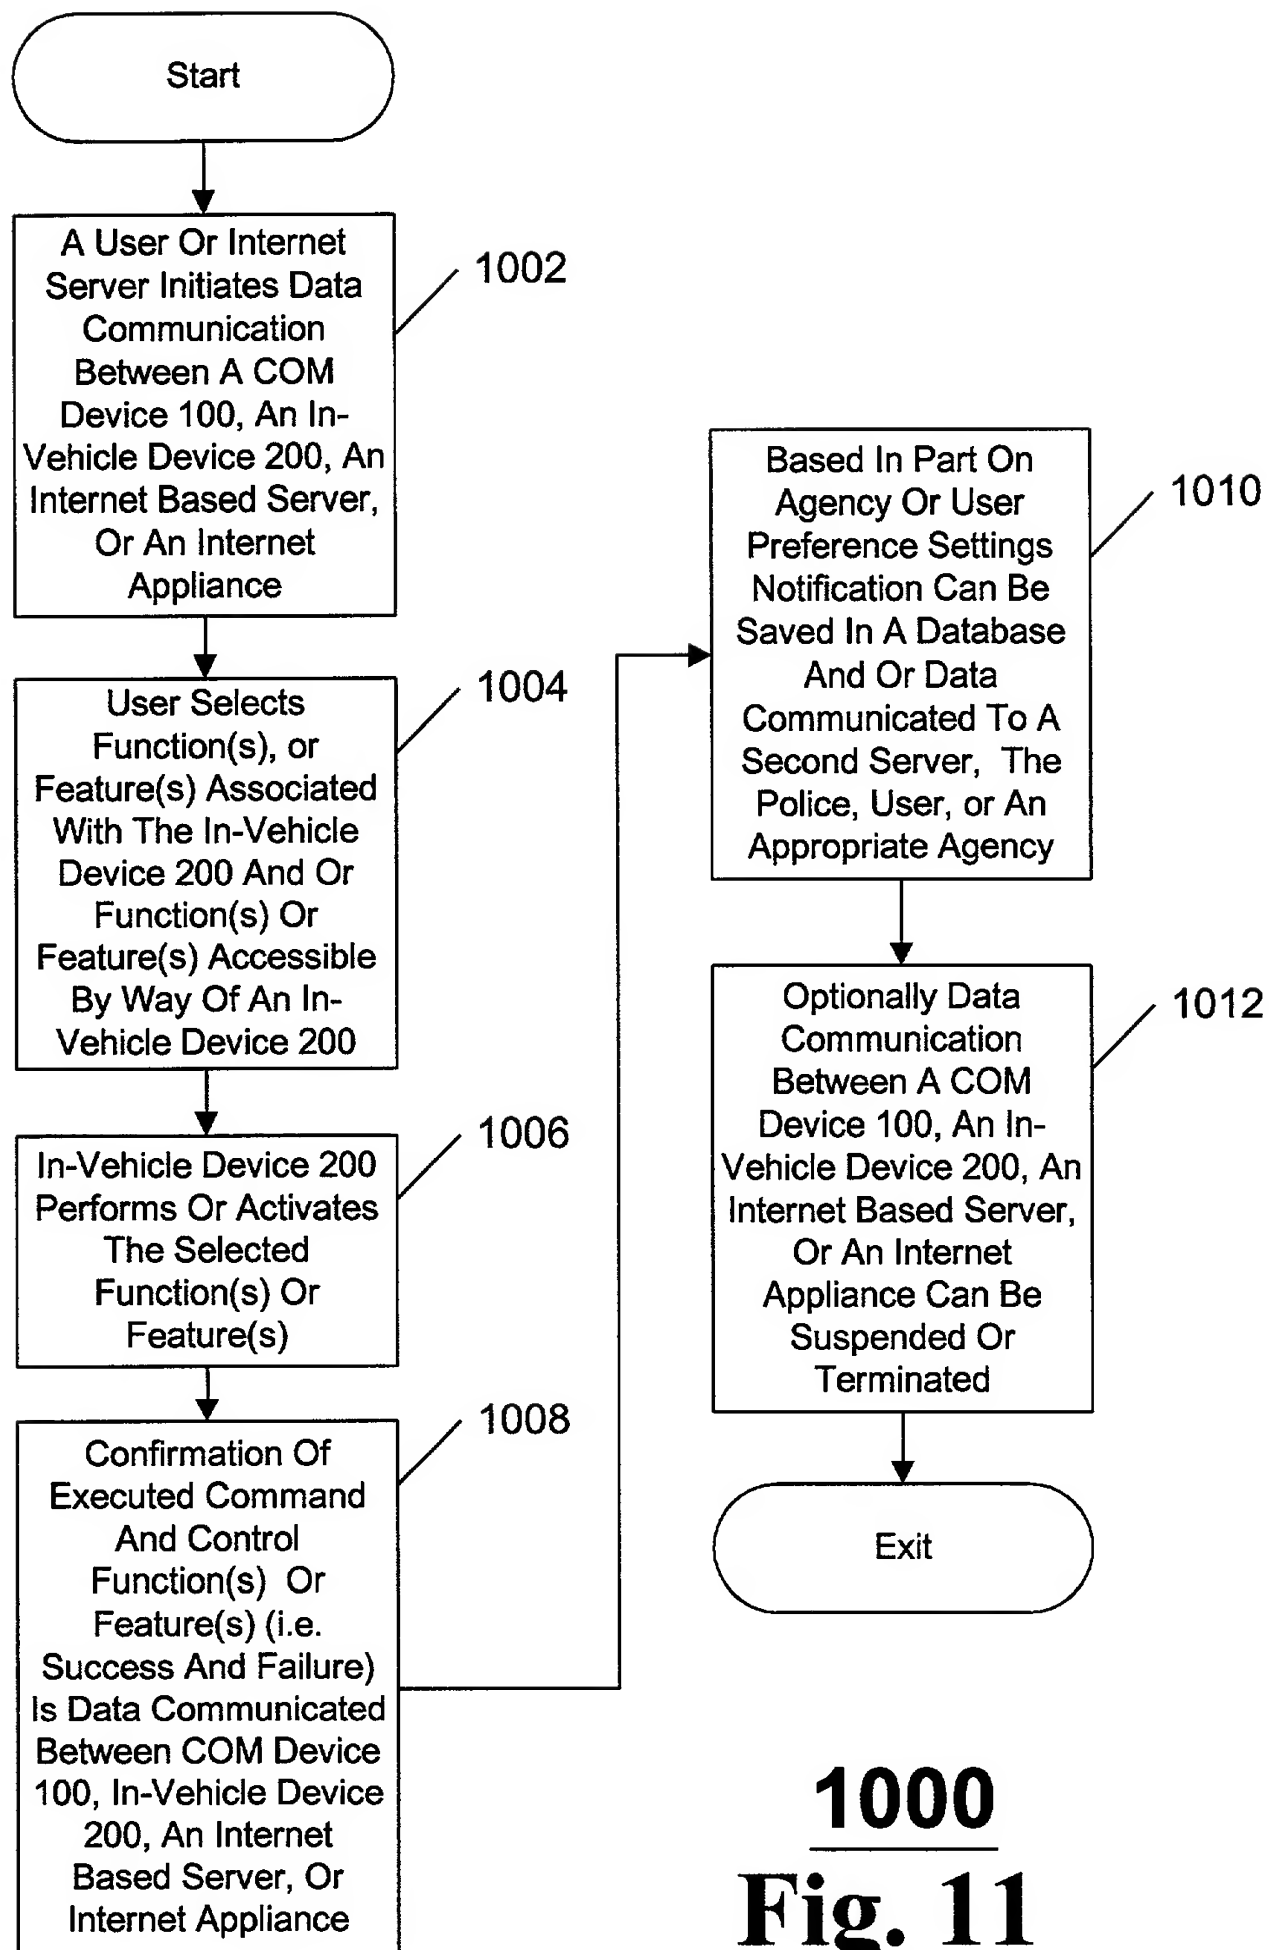 Start
A User Or Internet
Server Initiates Data
Communication
Between A COM
Device 100, An In-
Vehicle Device 200, An
Internet Based Server,
Or An Internet
Appliance
1002
User Selects
Function(s), or
Feature(s) Associated
With The In-Vehicle
Device 200 And Or
Function(s) Or
Feature(s) Accessible
By Way Of An In-
Vehicle Device 200
1004
In-Vehicle Device 200
Performs Or Activates
The Selected
Function(s) Or
Feature(s)
1006
Confirmation Of
Executed Command
And Control
Function(s) Or
Feature(s) (i.e.
Success And Failure)
Is Data Communicated
Between COM Device
100, In-Vehicle Device
200, An Internet
Based Server, Or
Internet Appliance
1008
Based In Part On
Agency Or User
Preference Settings
Notification Can Be
Saved In A Database
And Or Data
Communicated To A
Second Server, The
Police, User, or An
Appropriate Agency
1010
Optionally Data
Communication
Between A COM
Device 100, An In-
Vehicle Device 200, An
Internet Based Server,
Or An Internet
Appliance Can Be
Suspended Or
Terminated
1012
Exit
1000
Fig. 11